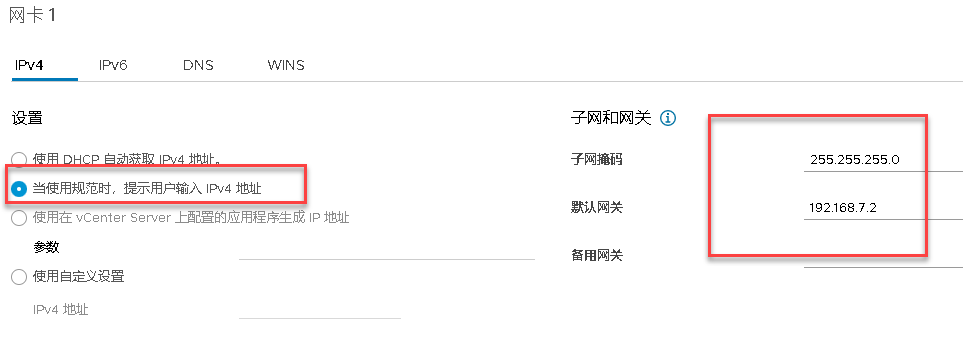 网卡 1
IPv4 IPv6 DNS WINS
设置
使用 DHCP 自动获取 IPv4 地址。
当使用规范时，提示用户输入 IPv4 地址
使用在 vCenter Server 上配置的应用程序生成 IP 地址
参数
使用自定义设置
IPv4 地址
子网和网关
子网掩码 255.255.255.0
默认网关 192.168.7.2
备用网关